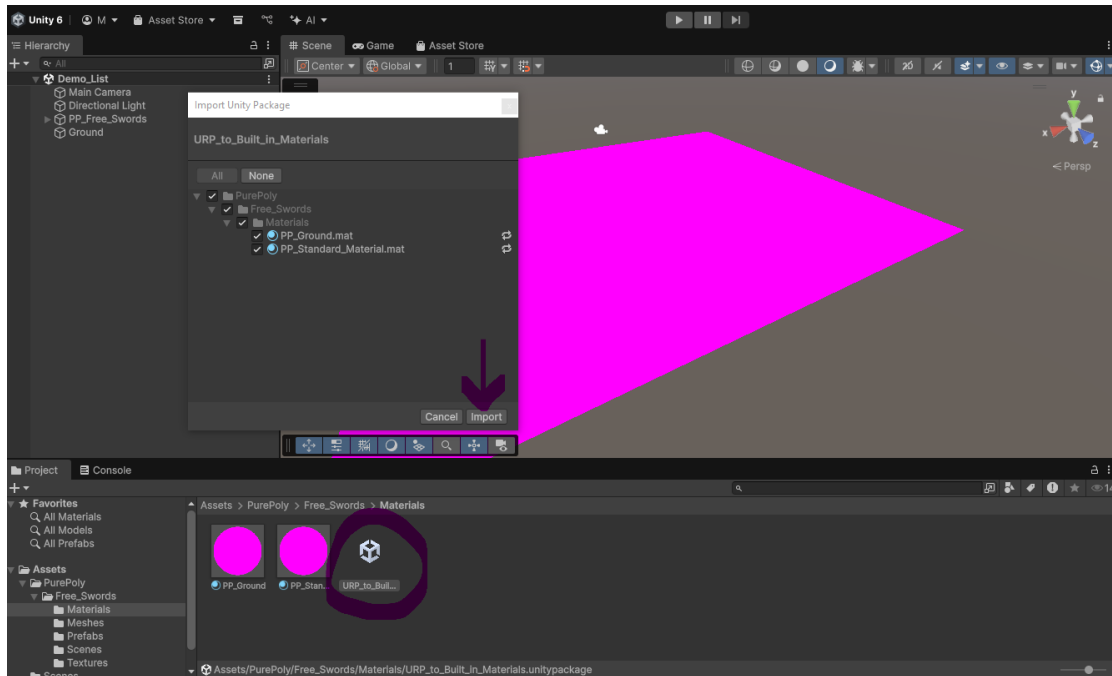 Unity 6 M Asset Store AI
Hierarchy
All
Demo_List
Main Camera
Directional Light
PP_Free_Swords
Ground
Scene Game Asset Store
Center Global 1 2D
y
x
z
Persp
Import Unity Package
URP_to_Built_in_Materials
All None
PurePoly
Free_Swords
Materials
PP_Ground.mat
PP_Standard_Material.mat
Cancel Import
Project Console
Favorites
All Materials
All Models
All Prefabs
Assets
PurePoly
Free_Swords
Materials
Meshes
Prefabs
Scenes
Textures
Scenes
Assets > PurePoly > Free_Swords > Materials
PP_Ground PP_Stan... URP_to_Buil...
Assets/PurePoly/Free_Swords/Materials/URP_to_Built_in_Materials.unitypackage